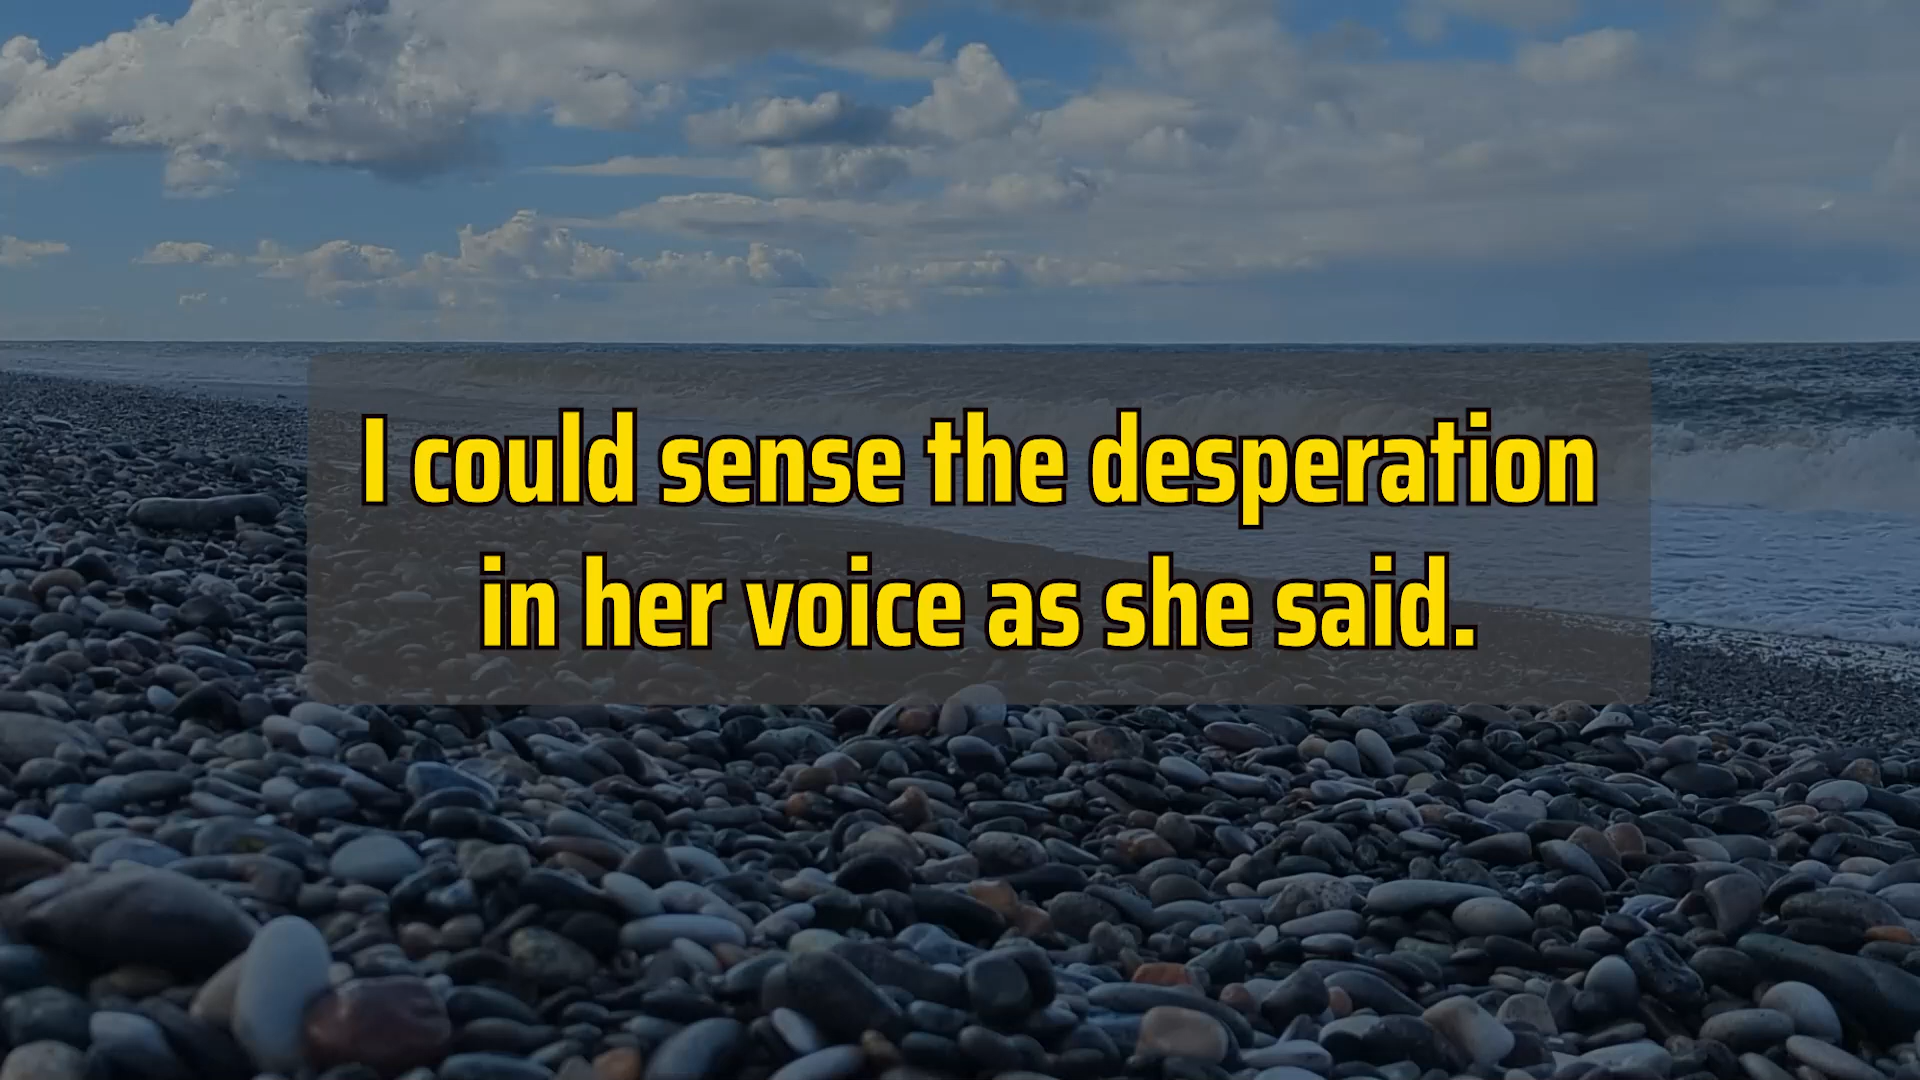 I could sense the desperation
in her voice as she said.